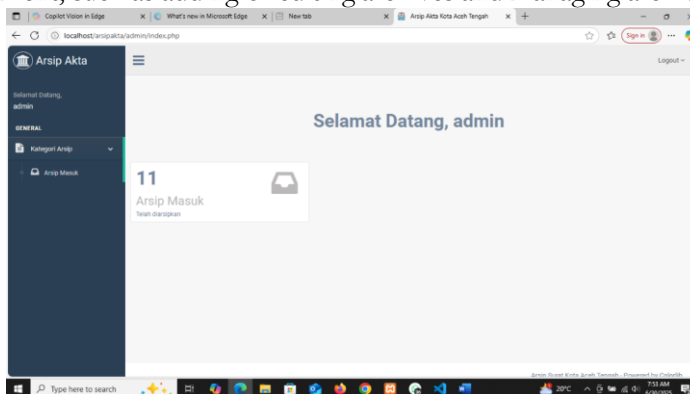 Copilot Vision in Edge
What's new in Microsoft Edge
New tab
Arsip Akta Kota Aceh Tengah
localhost/arsipakta/admin/index.php
Sign in
Arsip Akta
Logout
Selamat Datang,
admin
GENERAL
Kategori Arsip
Arsip Masuk
Selamat Datang, admin
11
Arsip Masuk
Telah diarsipkan
Arsip Surat Kota Aceh Tengah - Powered by Colorlib
Type here to search
20°C
7:53 AM
6/30/2025